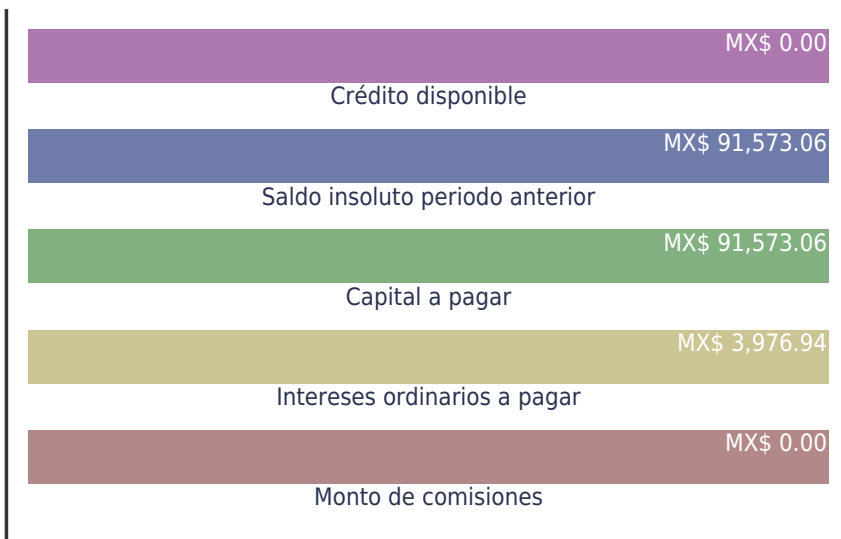 MX$ 0.00
Crédito disponible
MX$ 91,573.06
Saldo insoluto periodo anterior
MX$ 91,573.06
Capital a pagar
MX$ 3,976.94
Intereses ordinarios a pagar
MX$ 0.00
Monto de comisiones